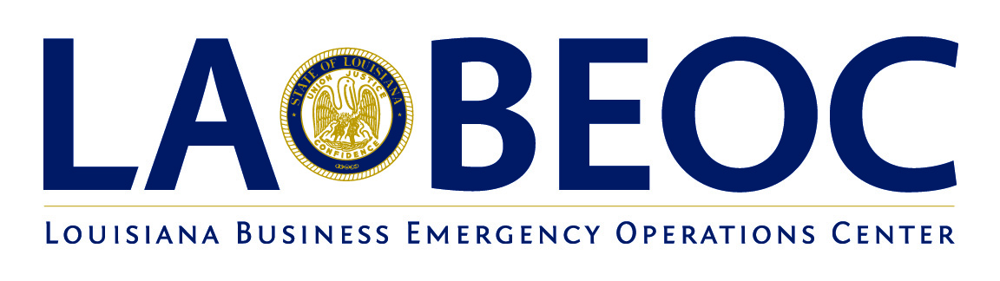 LA BEOC
STATE OF LOUISIANA
UNION JUSTICE
CONFIDENCE
LOUISIANA BUSINESS EMERGENCY OPERATIONS CENTER